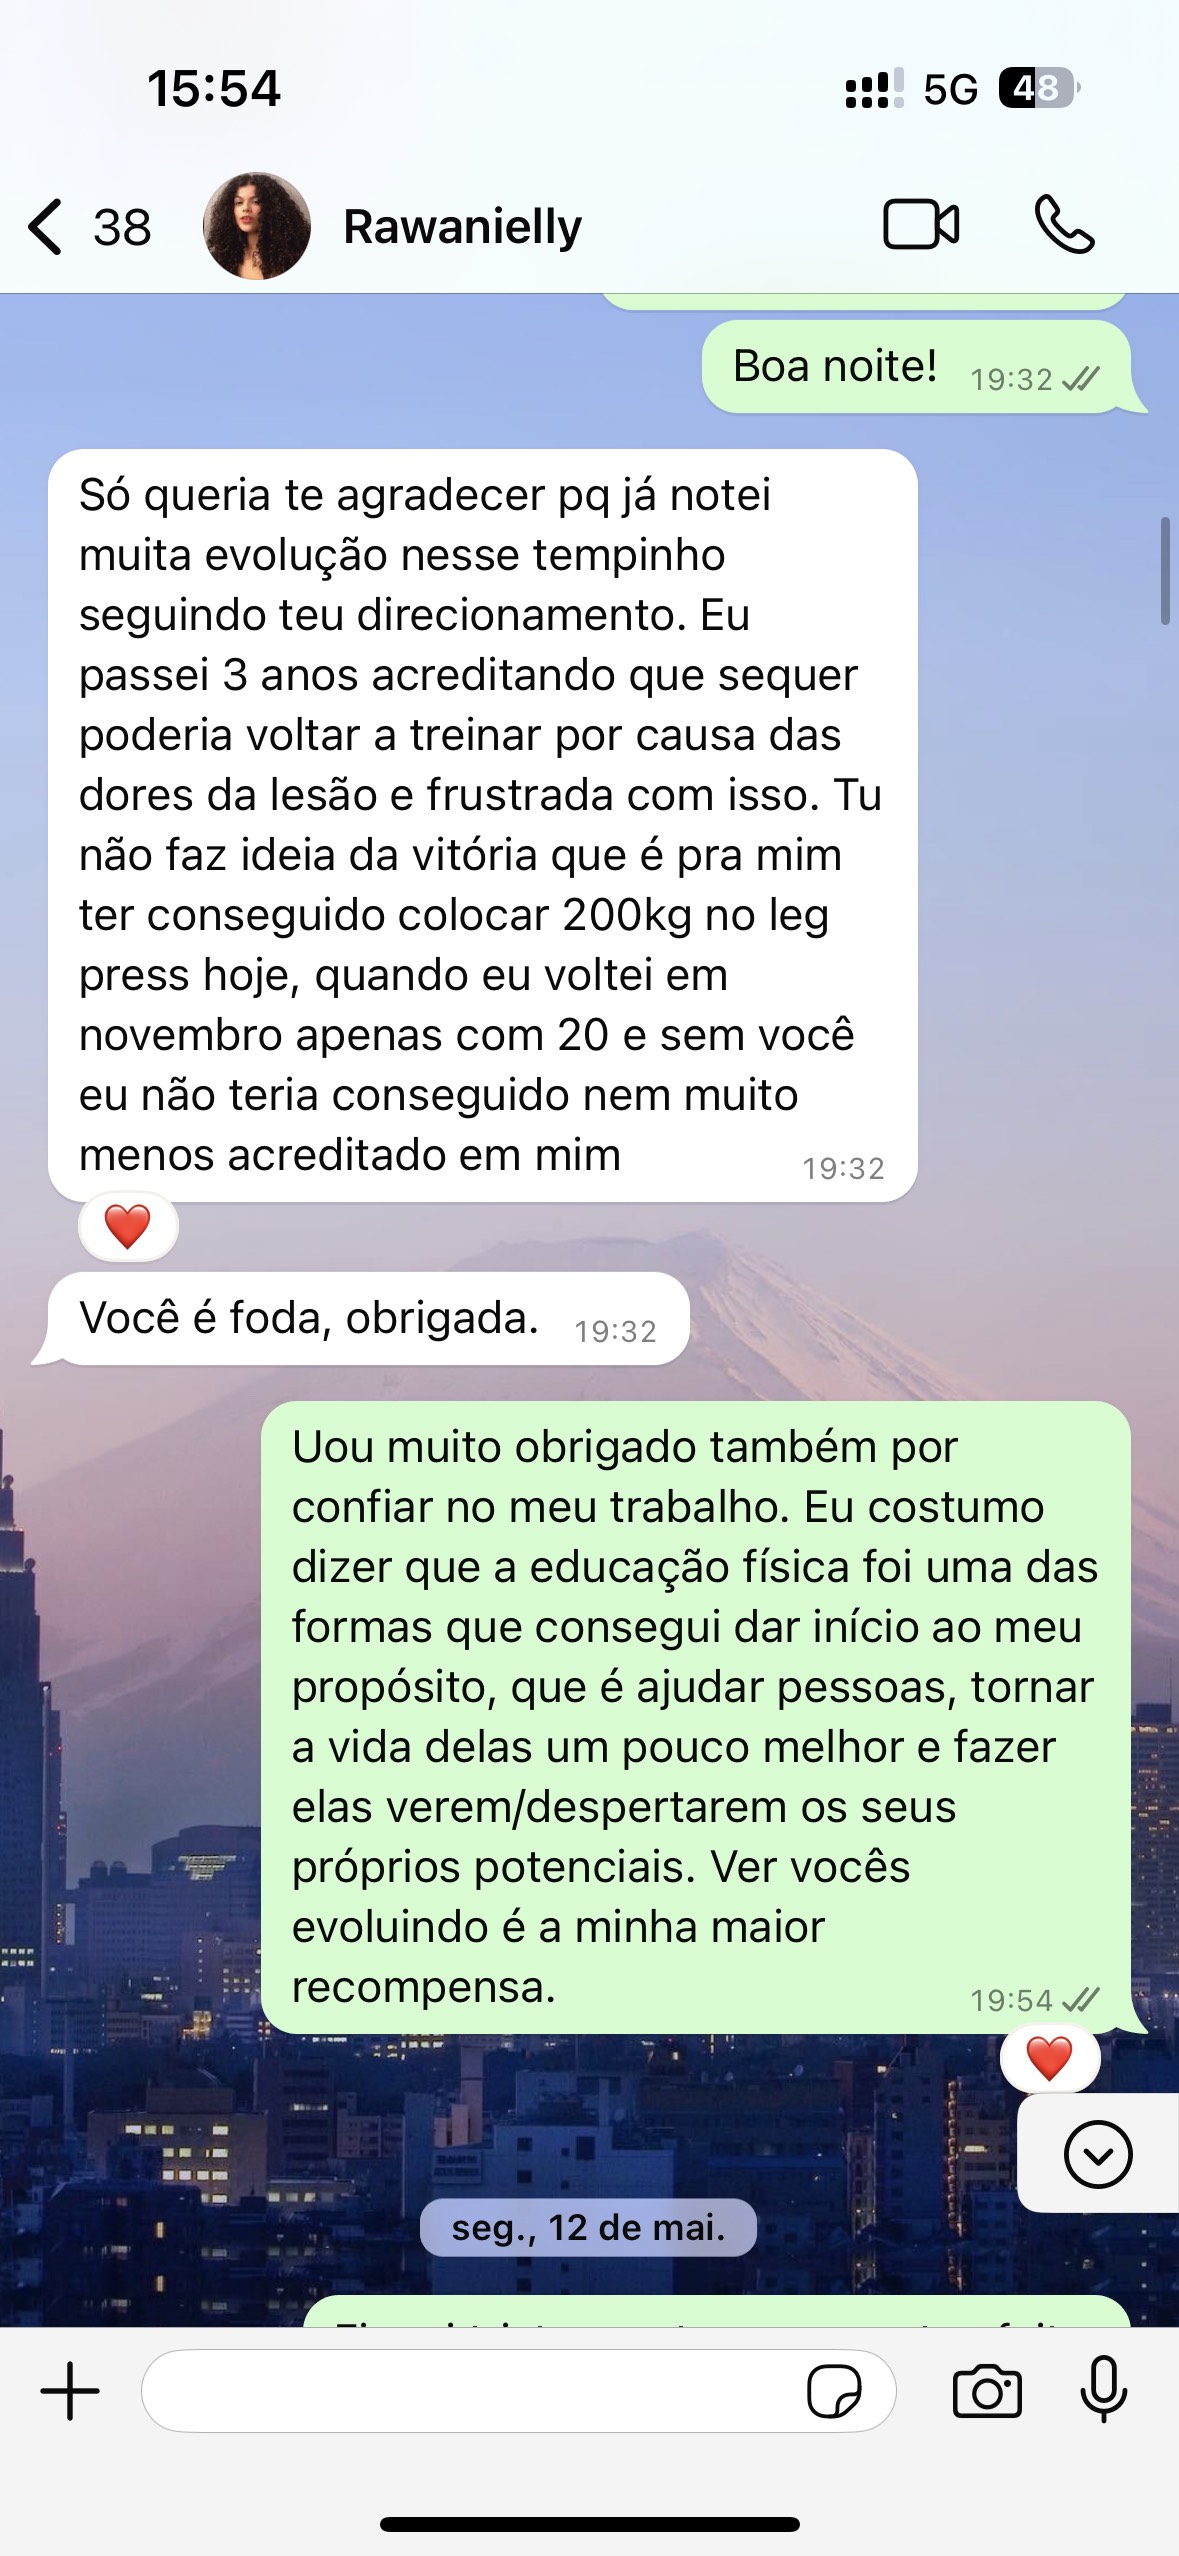 15:54
5G
48
38
Rawanielly
Boa noite!
19:32
Só queria te agradecer pq já notei
muita evolução nesse tempinho
seguindo teu direcionamento. Eu
passei 3 anos acreditando que sequer
poderia voltar a treinar por causa das
dores da lesão e frustrada com isso. Tu
não faz ideia da vitória que é pra mim
ter conseguido colocar 200kg no leg
press hoje, quando eu voltei em
novembro apenas com 20 e sem você
eu não teria conseguido nem muito
menos acreditado em mim
19:32
Você é foda, obrigada.
19:32
Uou muito obrigado também por
confiar no meu trabalho. Eu costumo
dizer que a educação física foi uma das
formas que consegui dar início ao meu
propósito, que é ajudar pessoas, tornar
a vida delas um pouco melhor e fazer
elas verem/despertarem os seus
próprios potenciais. Ver vocês
evoluindo é a minha maior
recompensa.
19:54
seg., 12 de mai.